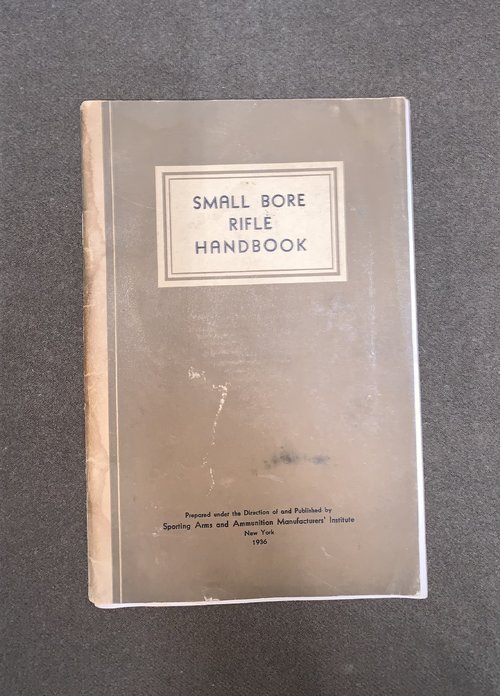 SMALL BORE
RIFLE
HANDBOOK
Prepared under the Direction of and Published by
Sporting Arms and Ammunition Manufacturers' Institute
New York
1936